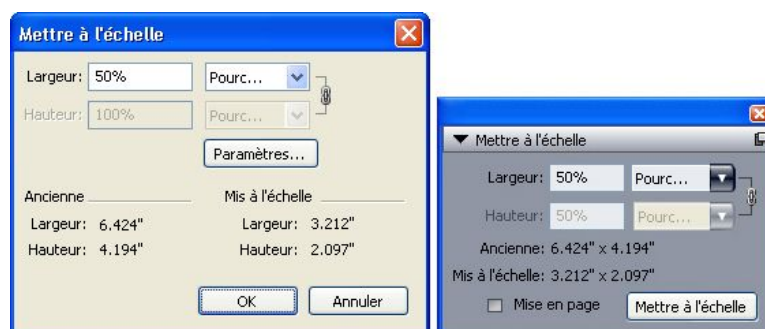 Mettre à l'échelle
Largeur: 50% Pourc...
Hauteur: 100% Pourc...
Paramètres...
Ancienne Mis à l'échelle
Largeur: 6.424" Largeur: 3.212"
Hauteur: 4.194" Hauteur: 2.097"
OK Annuler
Mettre à l'échelle
Largeur: 50% Pourc...
Hauteur: 50% Pourc...
Ancienne: 6.424" x 4.194"
Mis à l'échelle: 3.212" x 2.097"
Mise en page Mettre à l'échelle